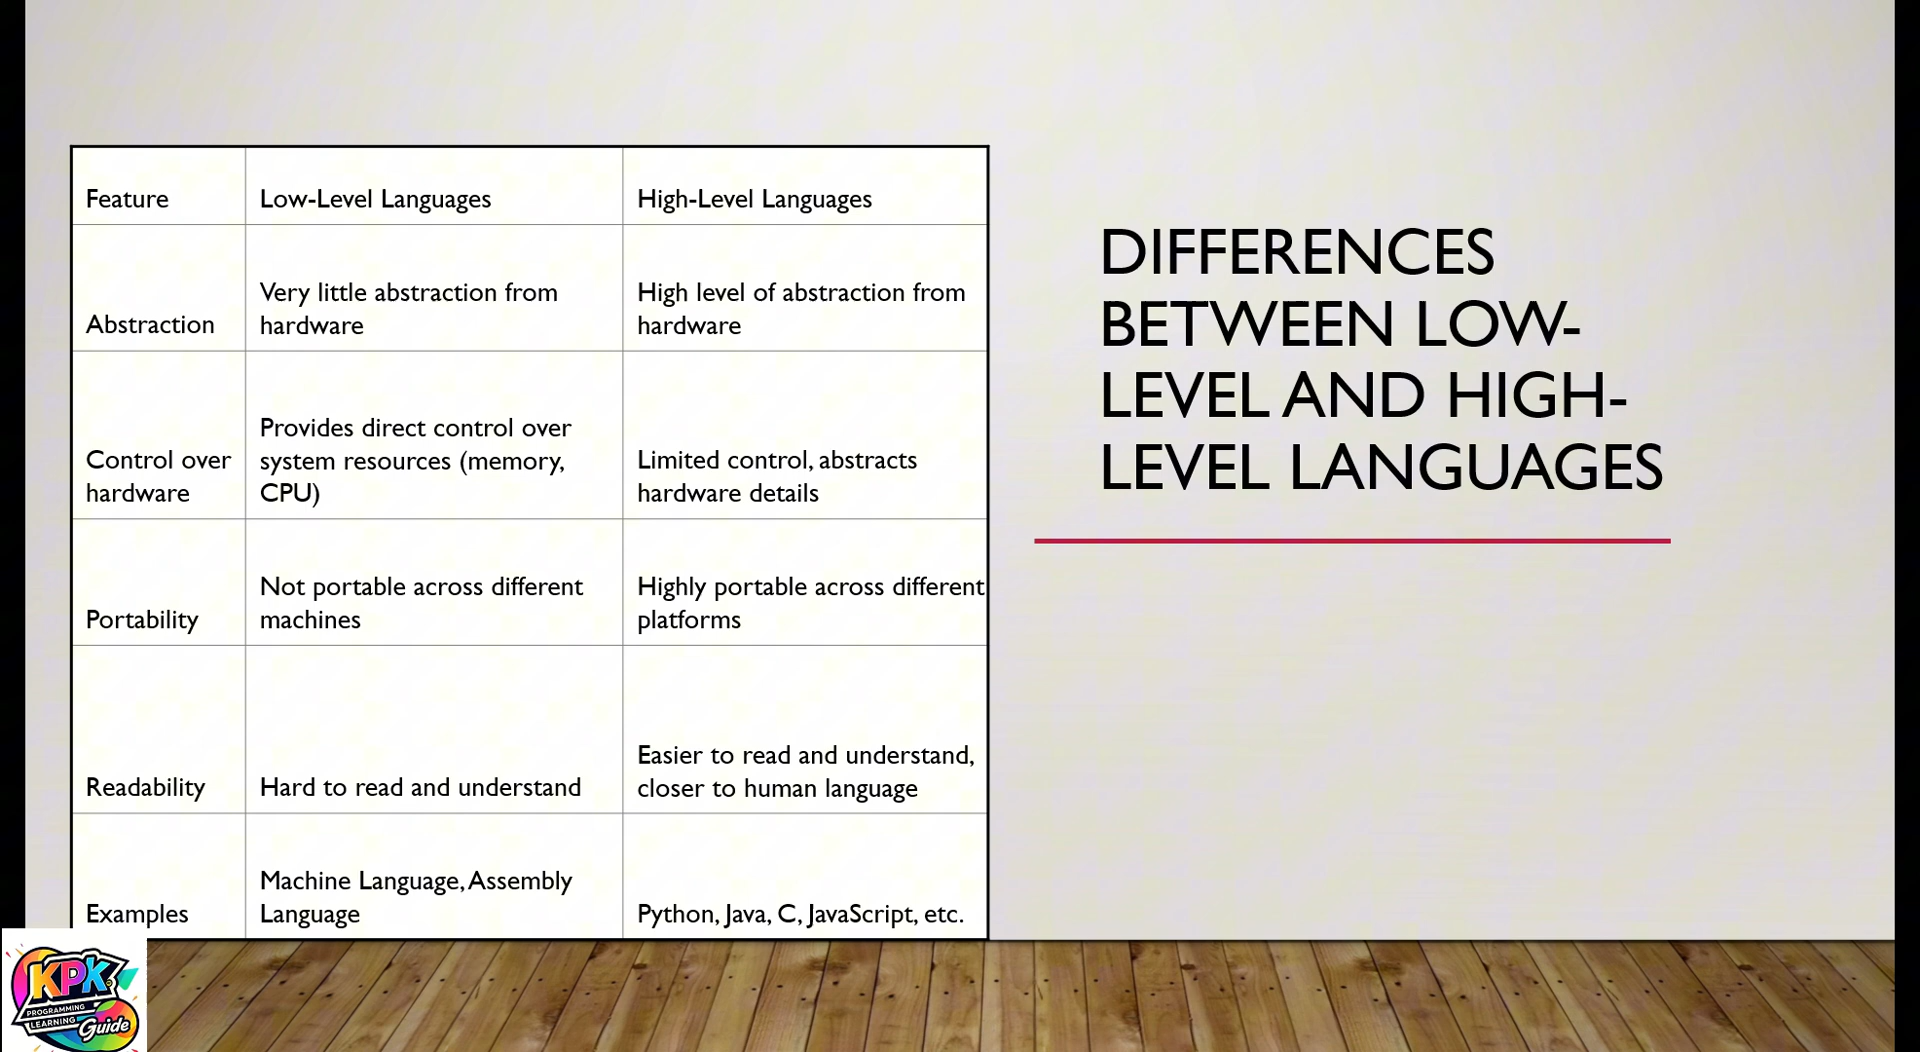 Feature
Low-Level Languages
High-Level Languages
Abstraction
Very little abstraction from
hardware
High level of abstraction from
hardware
Control over
hardware
Provides direct control over
system resources (memory,
CPU)
Limited control, abstracts
hardware details
Portability
Not portable across different
machines
Highly portable across different
platforms
Readability
Hard to read and understand
Easier to read and understand,
closer to human language
Examples
Machine Language, Assembly
Language
Python, Java, C, JavaScript, etc.
DIFFERENCES
BETWEEN LOW-
LEVEL AND HIGH-
LEVEL LANGUAGES
KPK
PROGRAMMING
LEARNING
Guide